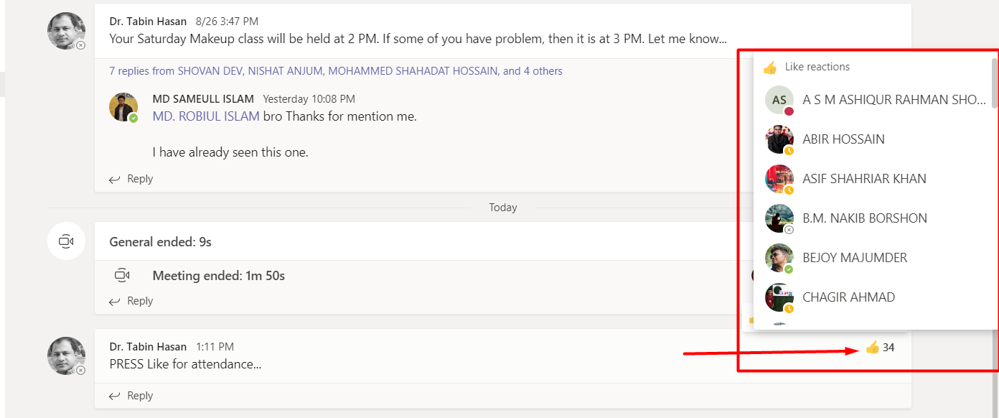 Dr. Tabin Hasan 8/26 3:47 PM
Your Saturday Makeup class will be held at 2 PM. If some of you have problem, then it is at 3 PM. Let me know...
7 replies from SHOVAN DEV, NISHAT ANJUM, MOHAMMED SHAHADAT HOSSAIN, and 4 others
MD SAMEULL ISLAM Yesterday 10:08 PM
MD. ROBIUL ISLAM bro Thanks for mention me.
I have already seen this one.
Reply
Today
General ended: 9s
Meeting ended: 1m 50s
Reply
Dr. Tabin Hasan 1:11 PM
PRESS Like for attendance...
34
Reply
Like reactions
AS
A S M ASHIQUR RAHMAN SHO...
ABIR HOSSAIN
ASIF SHAHRIAR KHAN
B.M. NAKIB BORSHON
BEJOY MAJUMDER
CHAGIR AHMAD